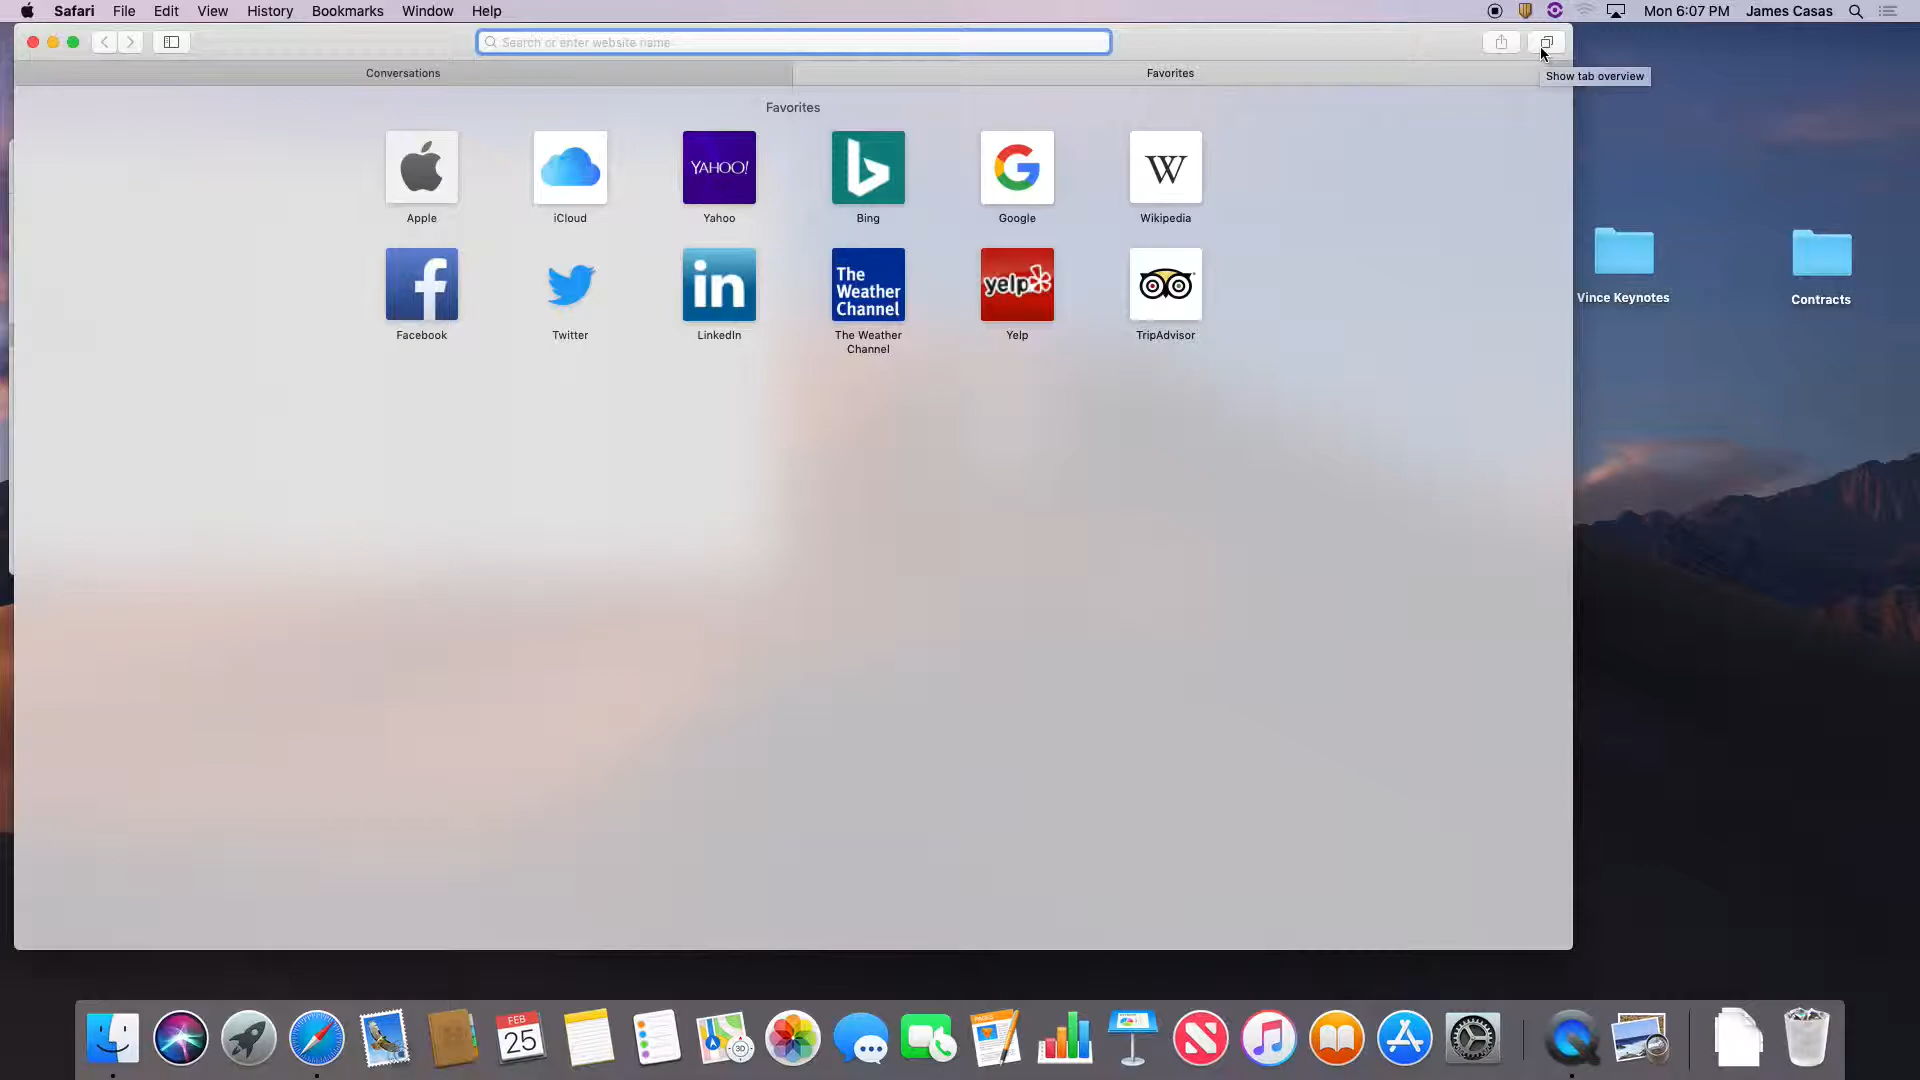 Safari File Edit View History Bookmarks Window Help Mon 6:07 PM James Casas
Search or enter website name
Conversations Favorites
Show tab overview
Favorites
YAHOO! W
Apple iCloud Yahoo Bing Google Wikipedia
in The Weather Channel yelp
Facebook Twitter LinkedIn The Weather Channel Yelp TripAdvisor
Vince Keynotes Contracts
FEB
25